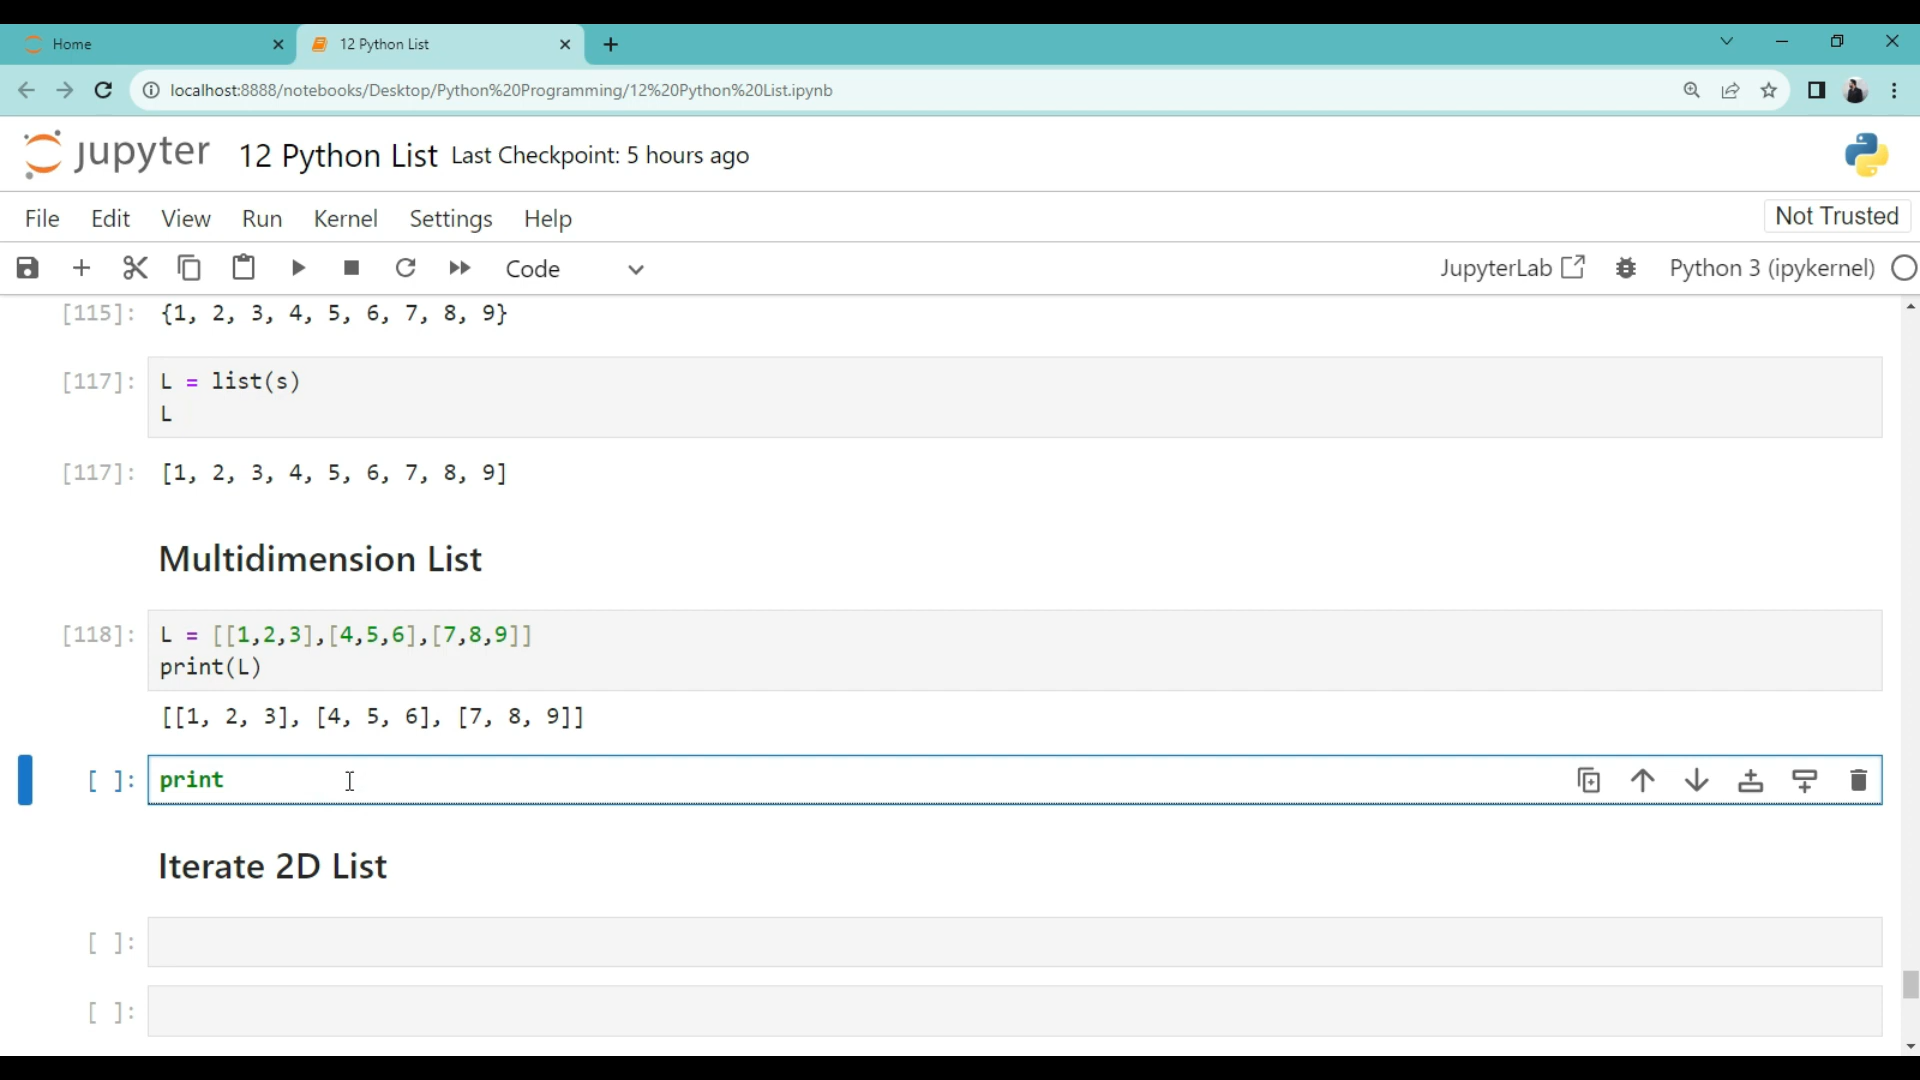 Home
12 Python List
localhost:8888/notebooks/Desktop/Python%20Programming/12%20Python%20List.ipynb
jupyter 12 Python List Last Checkpoint: 5 hours ago
File Edit View Run Kernel Settings Help Not Trusted
Code JupyterLab Python 3 (ipykernel)
[115]: {1, 2, 3, 4, 5, 6, 7, 8, 9}
[117]: L = list(s)
L
[117]: [1, 2, 3, 4, 5, 6, 7, 8, 9]
Multidimension List
[118]: L = [[1,2,3],[4,5,6],[7,8,9]]
print(L)
[[1, 2, 3], [4, 5, 6], [7, 8, 9]]
[ ]: print
Iterate 2D List
[ ]:
[ ]: